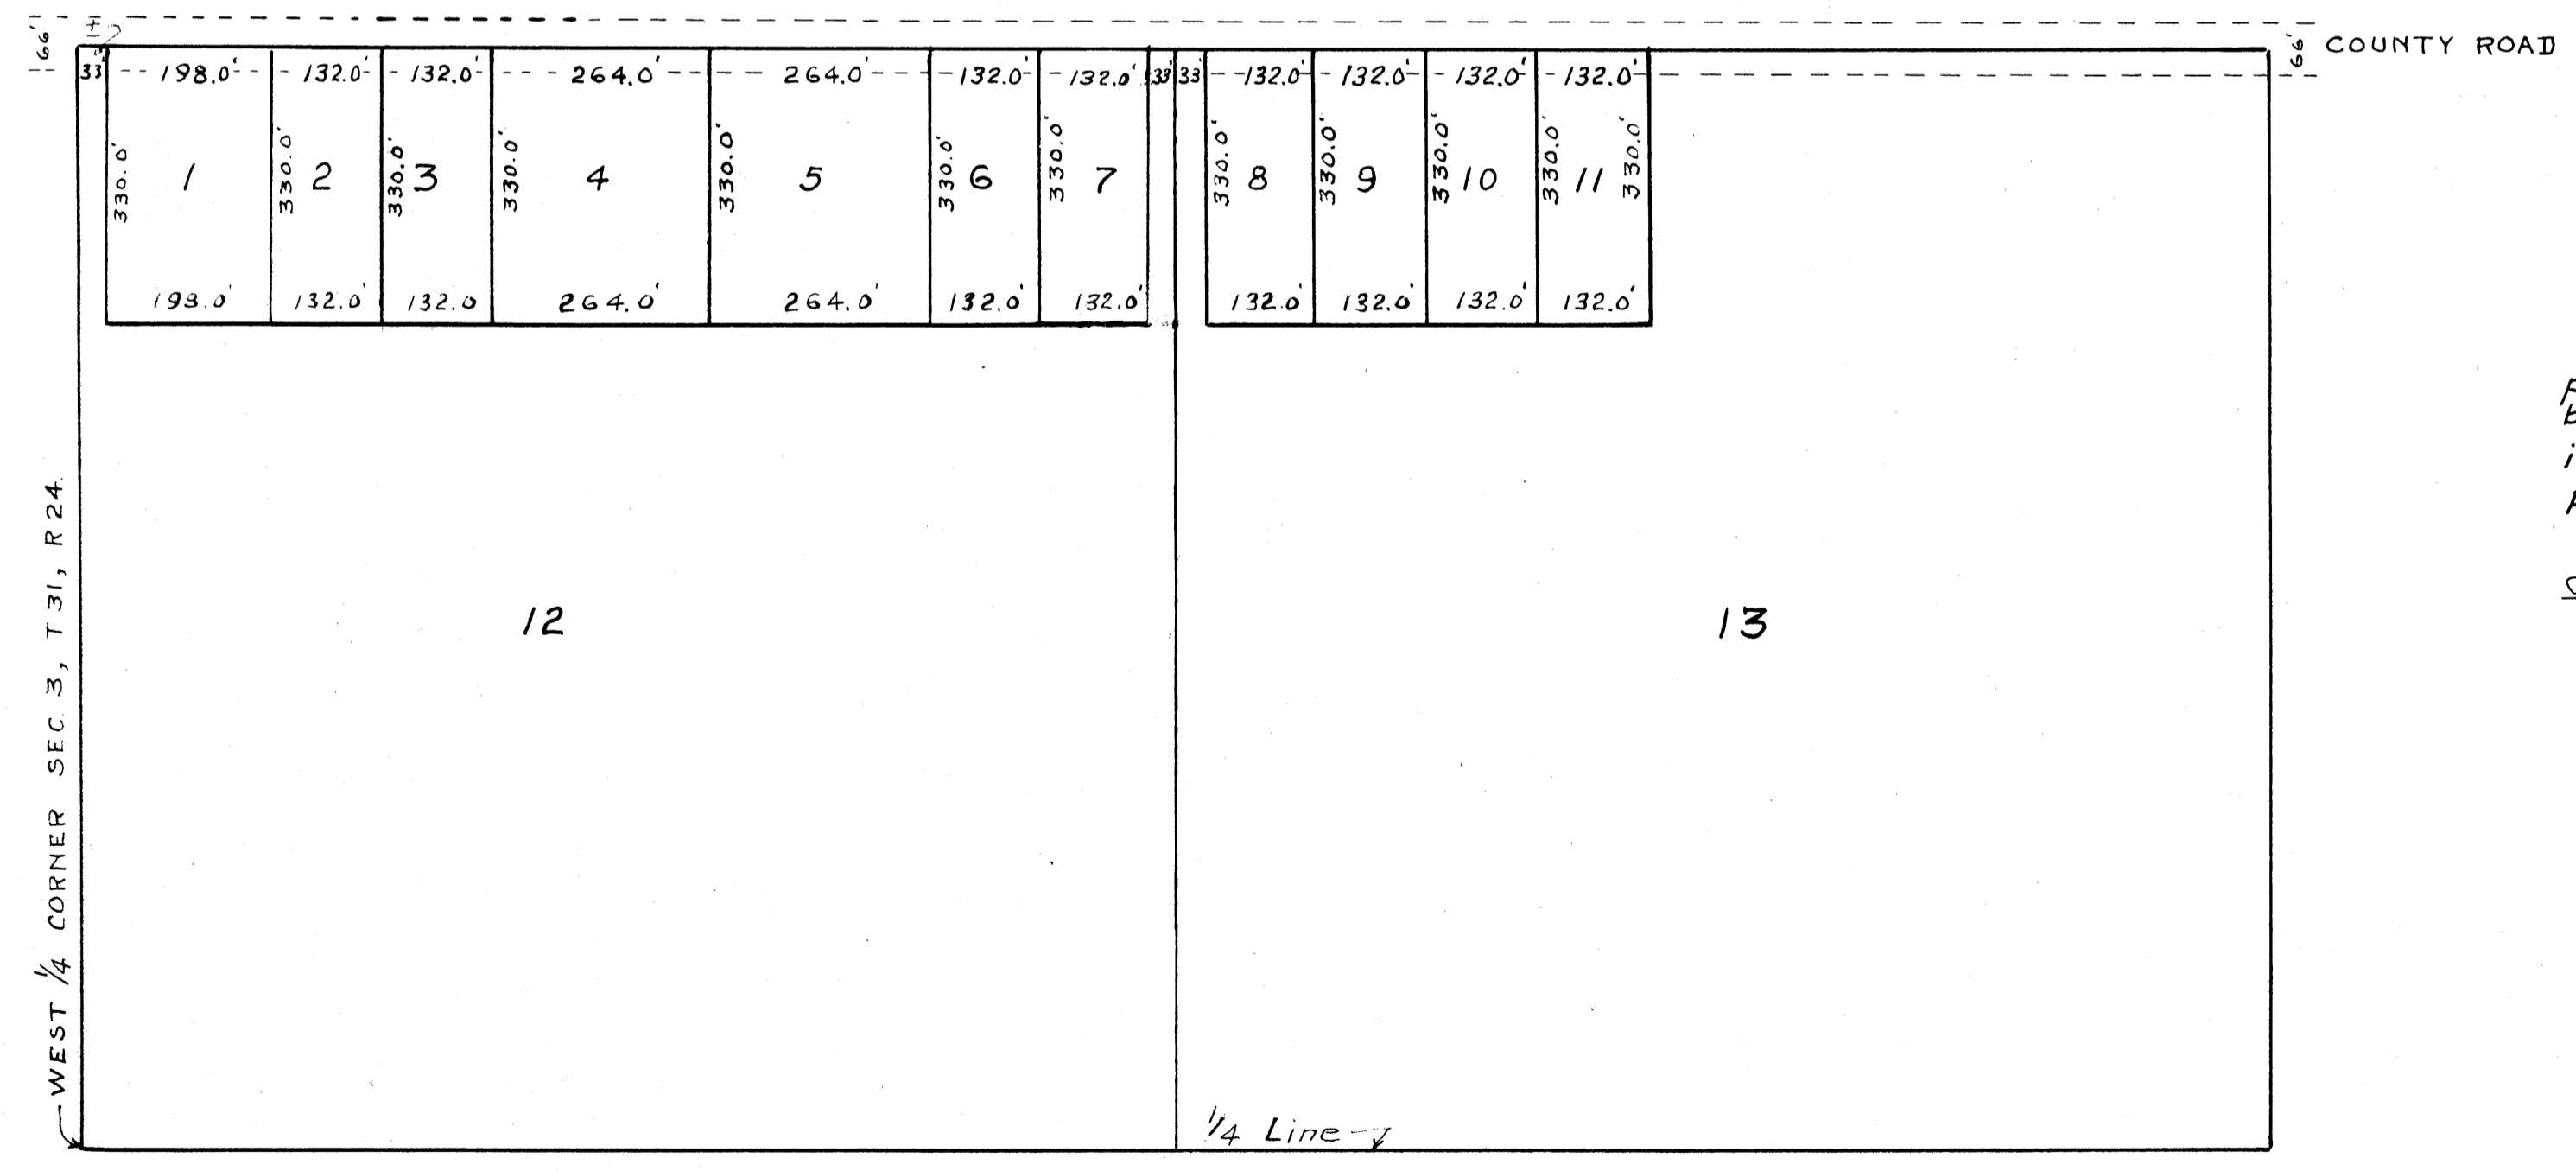 66'
±
66' COUNTY ROAD
33' 198.0' 132.0' 132.0' 264.0' 264.0' 132.0' 132.0' 33' 33' 132.0' 132.0' 132.0' 132.0'
330.0' 330.0' 330.0' 330.0' 330.0' 330.0' 330.0' 330.0' 330.0' 330.0' 330.0' 330.0'
1 2 3 4 5 6 7 8 9 10 11
198.0' 132.0' 132.0 264.0' 264.0' 132.0' 132.0' 132.0' 132.0' 132.0' 132.0'
WEST 1/4 CORNER SEC. 3, T 31, R 24.
12
13
1/4 Line